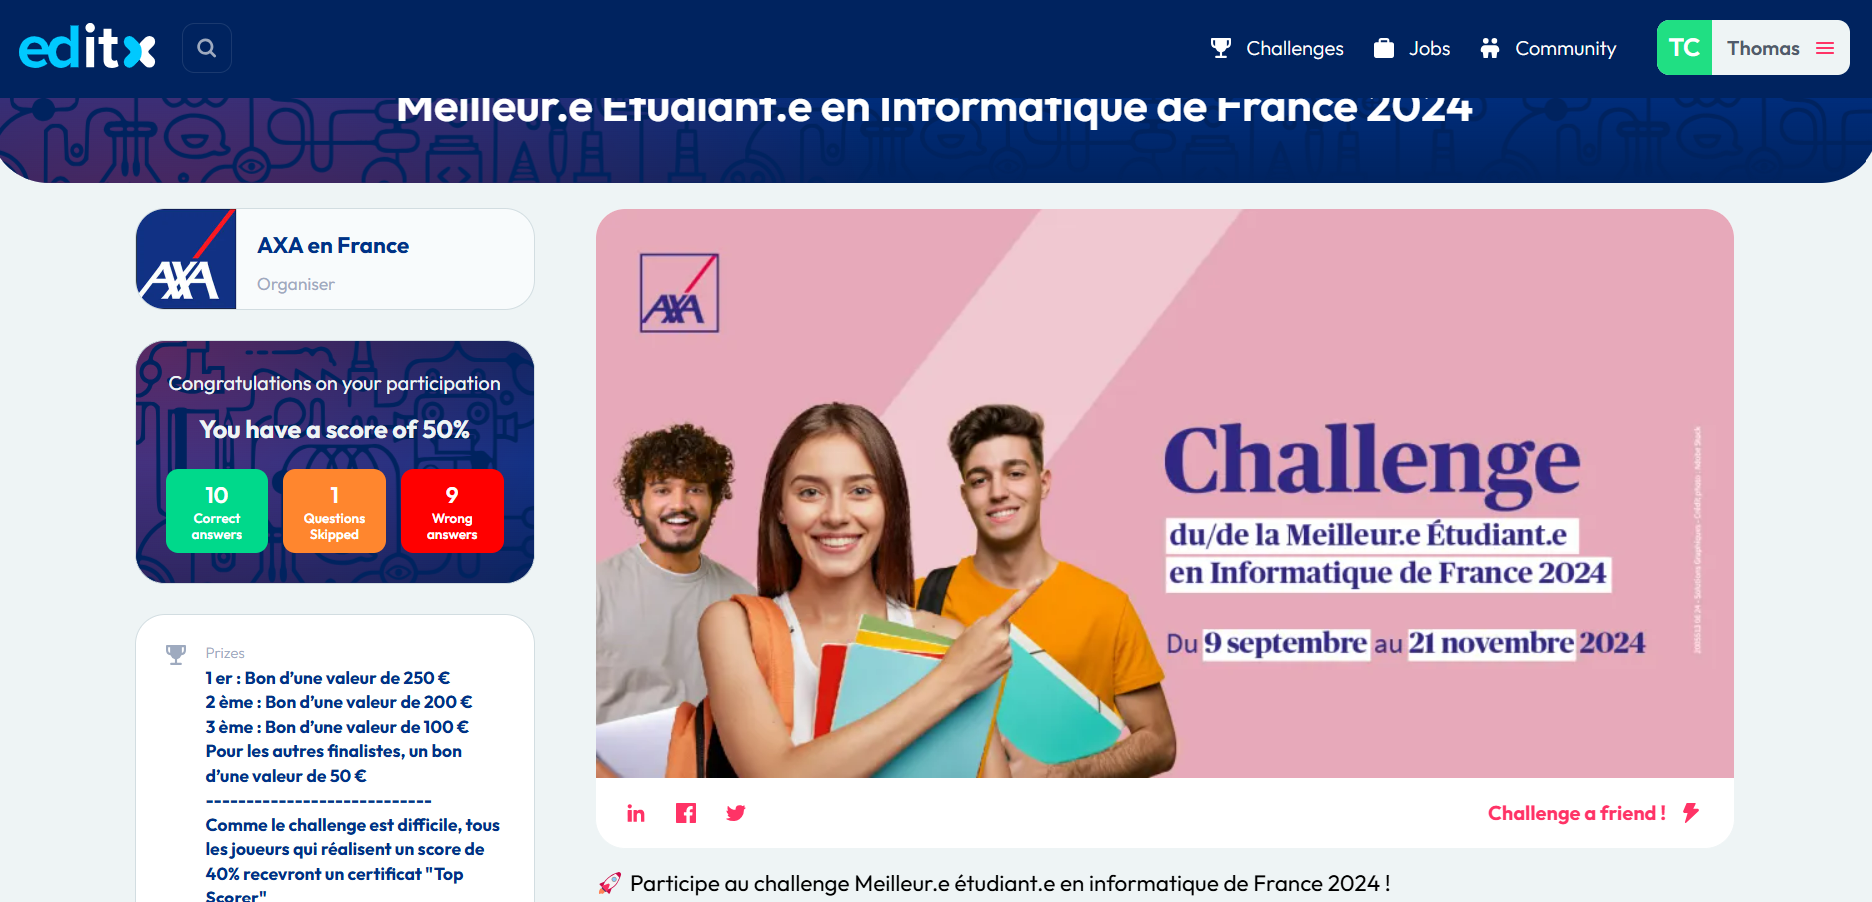 editx
Challenges
Jobs
Community
TC
Thomas
Meilleur.e Etudiant.e en Informatique de France 2024
AXA
AXA en France
Organiser
Congratulations on your participation
You have a score of 50%
10
Correct
answers
1
Questions
Skipped
9
Wrong
answers
Prizes
1 er : Bon d’une valeur de 250 €
2 ème : Bon d’une valeur de 200 €
3 ème : Bon d’une valeur de 100 €
Pour les autres finalistes, un bon
d’une valeur de 50 €
----------------------------
Comme le challenge est difficile, tous
les joueurs qui réalisent un score de
40% recevront un certificat "Top
Scorer"
AXA
Challenge
du/de la Meilleur.e Étudiant.e
en Informatique de France 2024
Du 9 septembre au 21 novembre 2024
in
Challenge a friend !
🚀 Participe au challenge Meilleur.e étudiant.e en informatique de France 2024 !